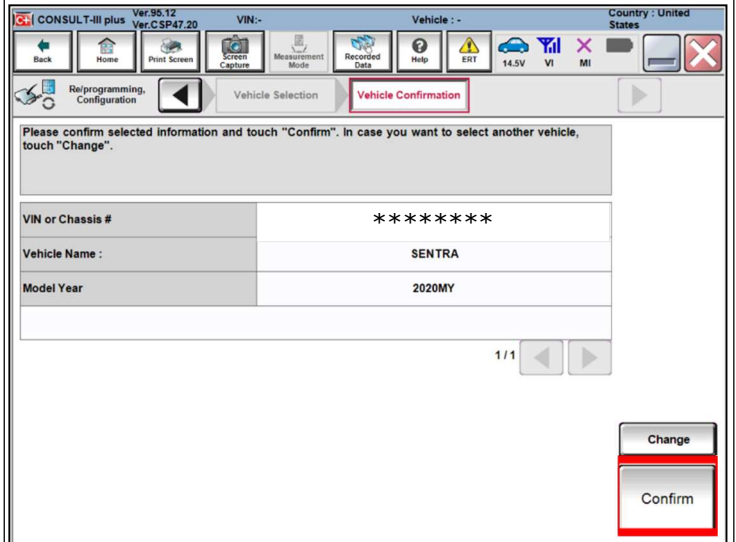 C+ CONSULT-III plus Ver.95.12 Ver.CSP47.20 VIN:- Vehicle : - Country : United States
Back Home Print Screen Screen Capture Measurement Mode Recorded Data Help ERT 14.5V VI MI
Re/programming, Configuration Vehicle Selection Vehicle Confirmation
Please confirm selected information and touch "Confirm". In case you want to select another vehicle,
touch "Change".
VIN or Chassis # ********
Vehicle Name : SENTRA
Model Year 2020MY
1/1
Change
Confirm